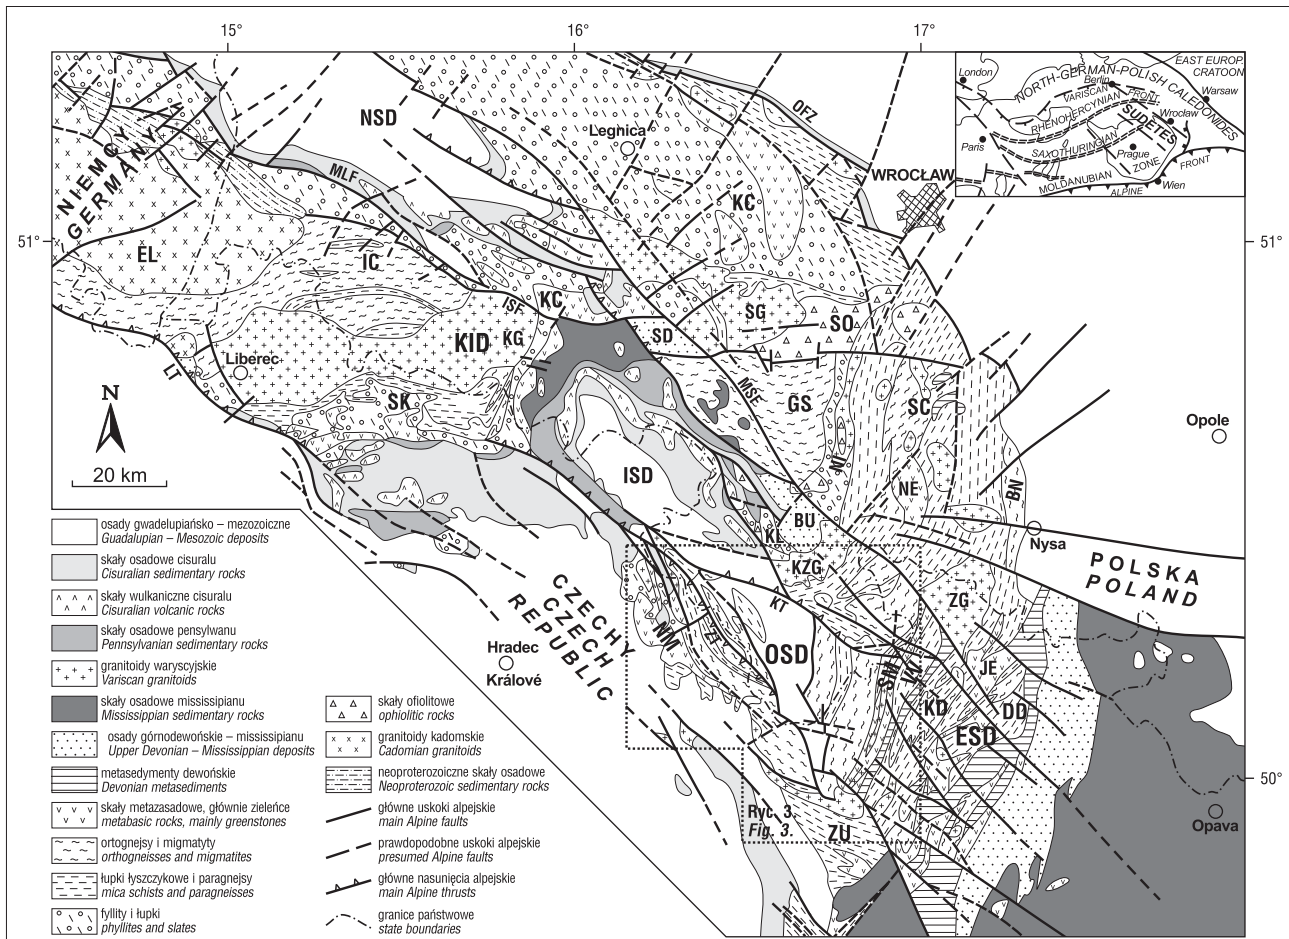 15°
16°
17°
51°
51°
50°
EAST EUROP.
CRATOON
London
NORTH-GERMAN-POLISH CALEDONIDES
Berlin
Warsaw
VARISCAN FRONT
RHENOHERCYNIAN
Wrocław
SUDETES
Paris
SAXOTHURINGIAN
Prague
ZONE
MOLDANUBIAN
FRONT
Wien
ALPINE
NSD
OFZ
Legnica
WROCŁAW
MLF
KC
NIEMCY
GERMANY
EL
IC
ISF
KC
SG
SO
KID
KG
SD
Liberec
LT
MSF
GS
SC
SK
N
20 km
Opole
ISD
NI
NE
BN
BU
KL
Nysa
KZG
POLSKA
POLAND
ZG
KT
CZECHY
CZECH
REPUBLIC
NM
OSD
Hradec
Králové
SM
JE
KD
DD
ESD
Ryc. 3.
Fig. 3.
ZU
Opava
osady gwadelupiańsko – mezozoiczne
Guadalupian – Mesozoic deposits
skały osadowe cisuralu
Cisuralian sedimentary rocks
skały wulkaniczne cisuralu
Cisuralian volcanic rocks
skały osadowe pensylwanu
Pennsylvanian sedimentary rocks
granitoidy waryscyjskie
Variscan granitoids
skały osadowe missisipianu
Mississippian sedimentary rocks
osady górnodewońskie – missisipianu
Upper Devonian – Mississippian deposits
metasedymenty dewońskie
Devonian metasediments
skały metazasadowe, głównie zieleńce
metabasic rocks, mainly greenstones
ortognejsy i migmatyty
orthogneisses and migmatites
łupki łyszczykowe i paragnejsy
mica schists and paragneisses
fyllity i łupki
phyllites and slates
skały ofiolitowe
ophiolitic rocks
granitoidy kadomskie
Cadomian granitoids
neoproterozoiczne skały osadowe
Neoproterozoic sedimentary rocks
główne uskoki alpejskie
main Alpine faults
prawdopodobne uskoki alpejskie
presumed Alpine faults
główne nasunięcia alpejskie
main Alpine thrusts
granice państwowe
state boundaries